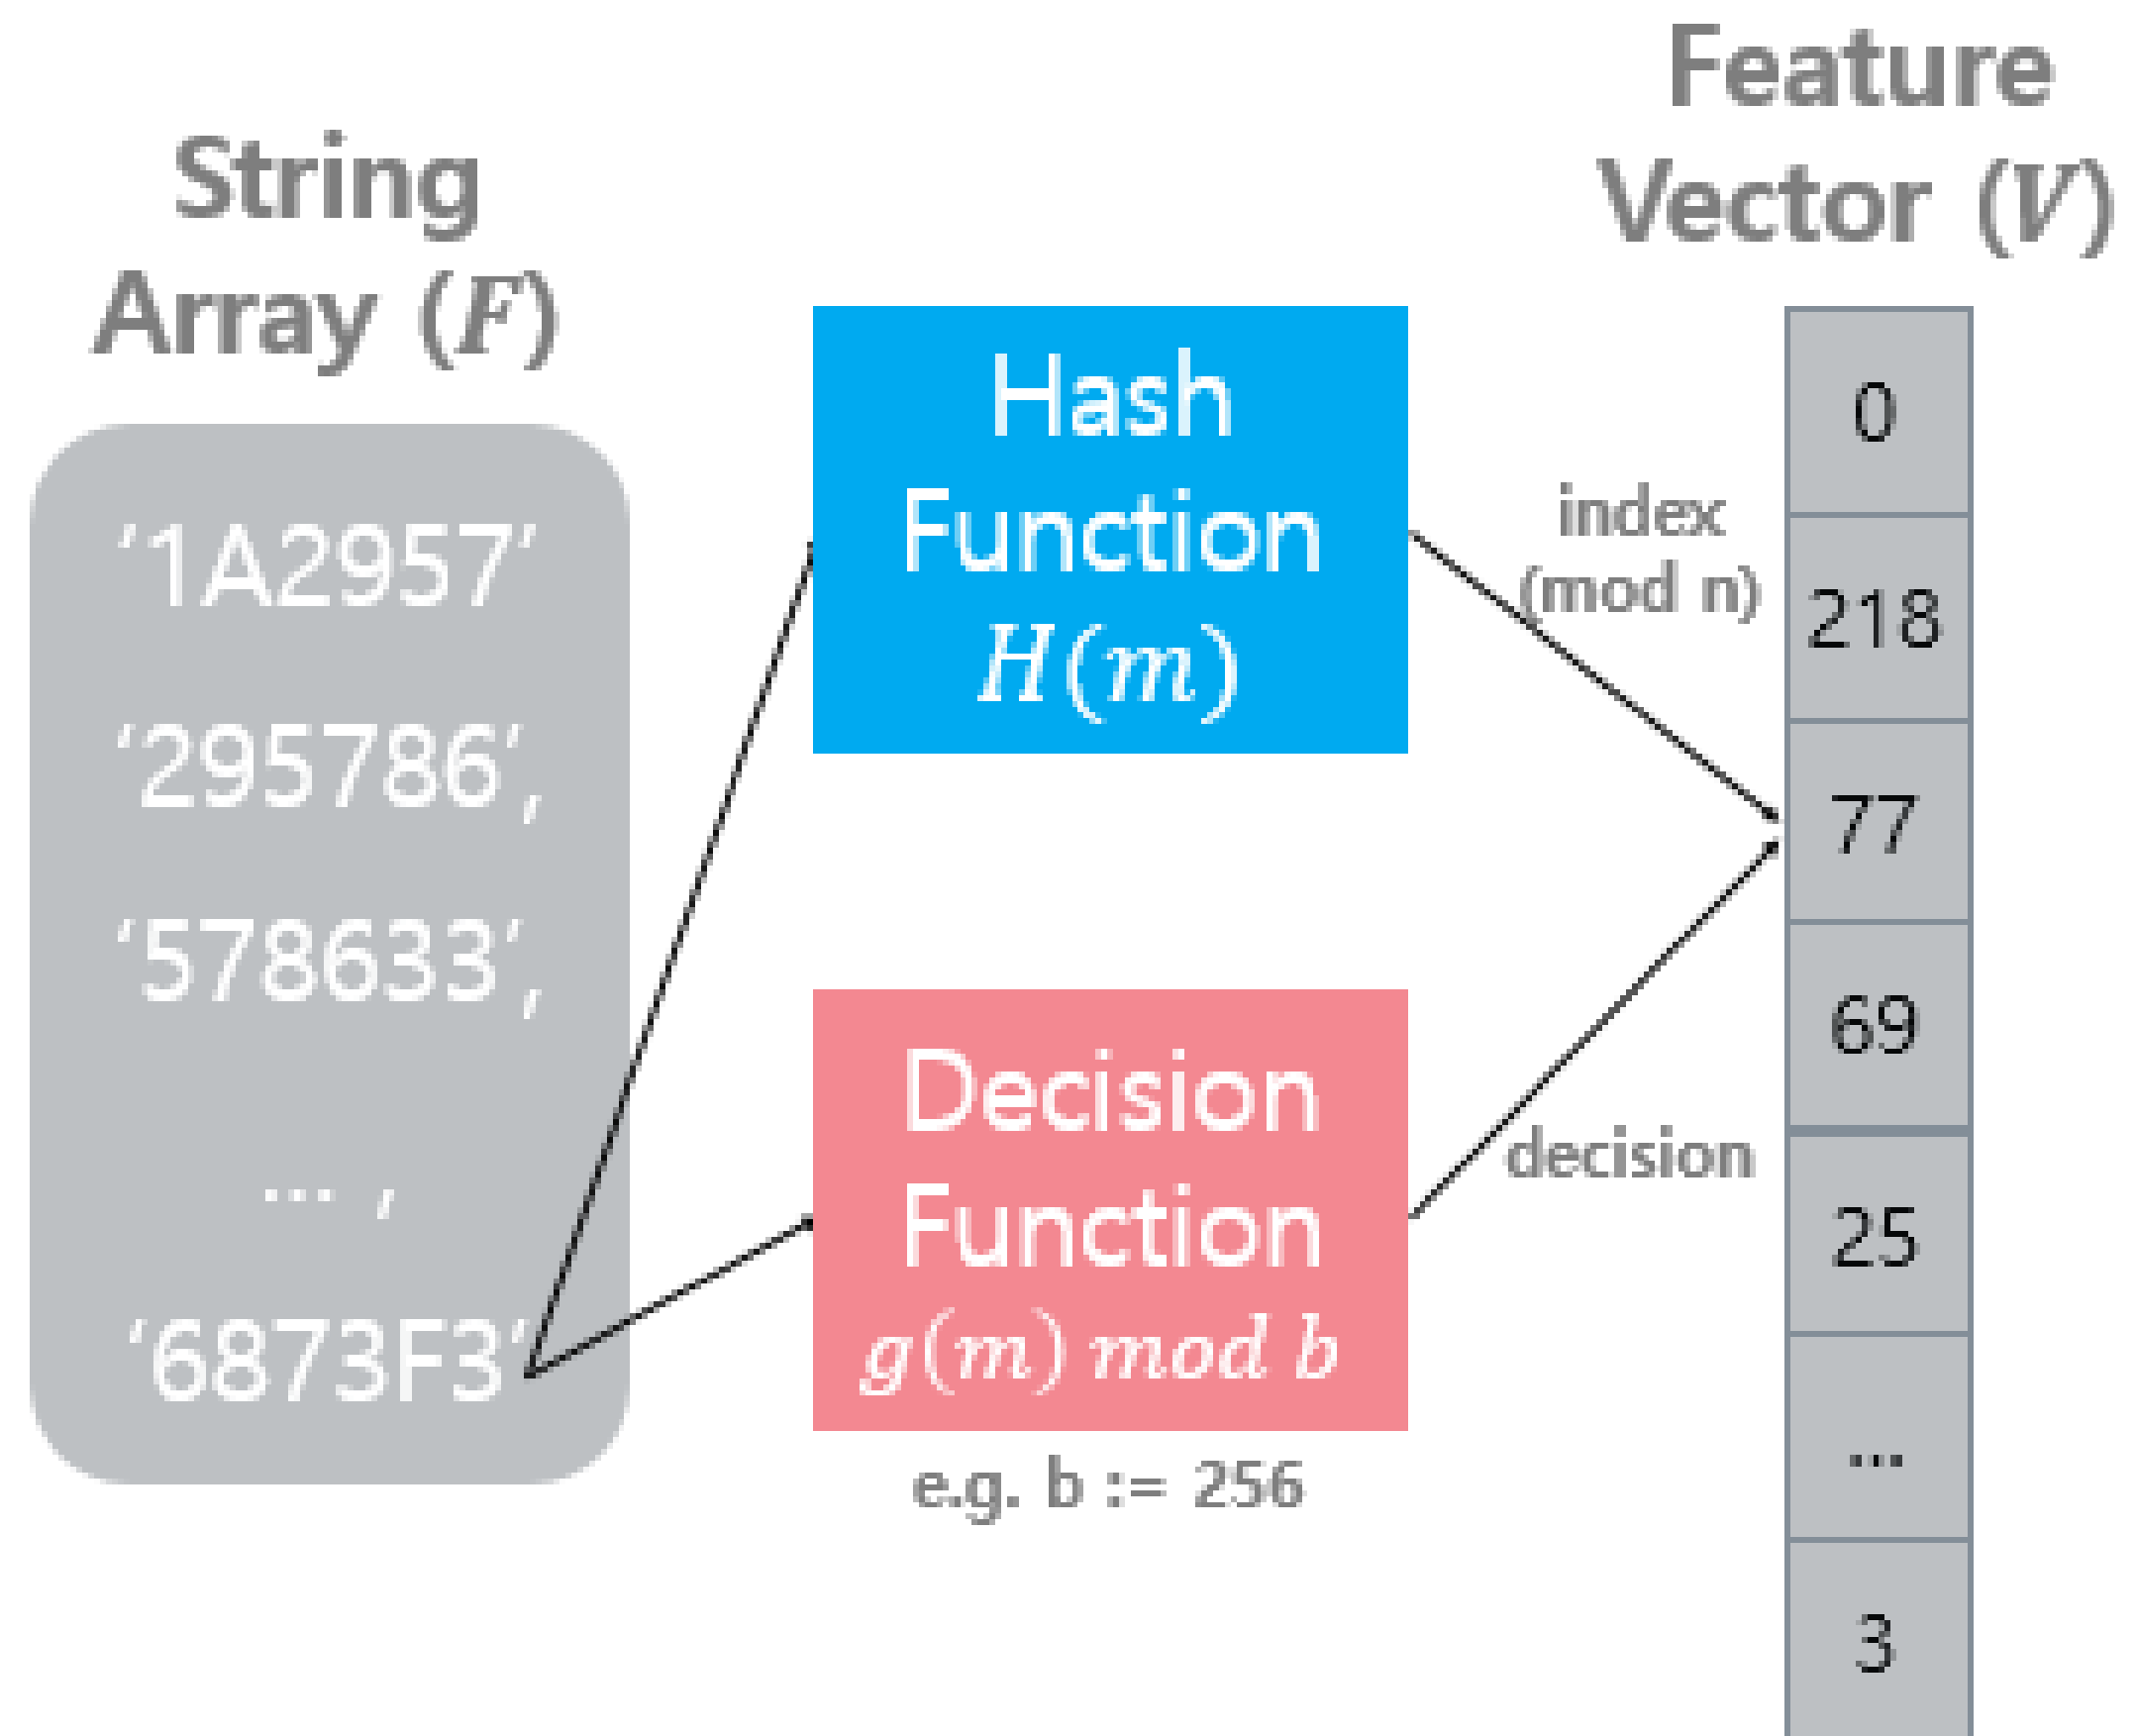 String
Array (F)
‘1A2957’
‘295786’,
‘578633’,
... ,
‘6873F3’
Hash
Function
H(m)
Decision
Function
g(m) mod b
e.g. b := 256
index
(mod n)
decision
Feature
Vector (V)
0
218
77
69
25
...
3